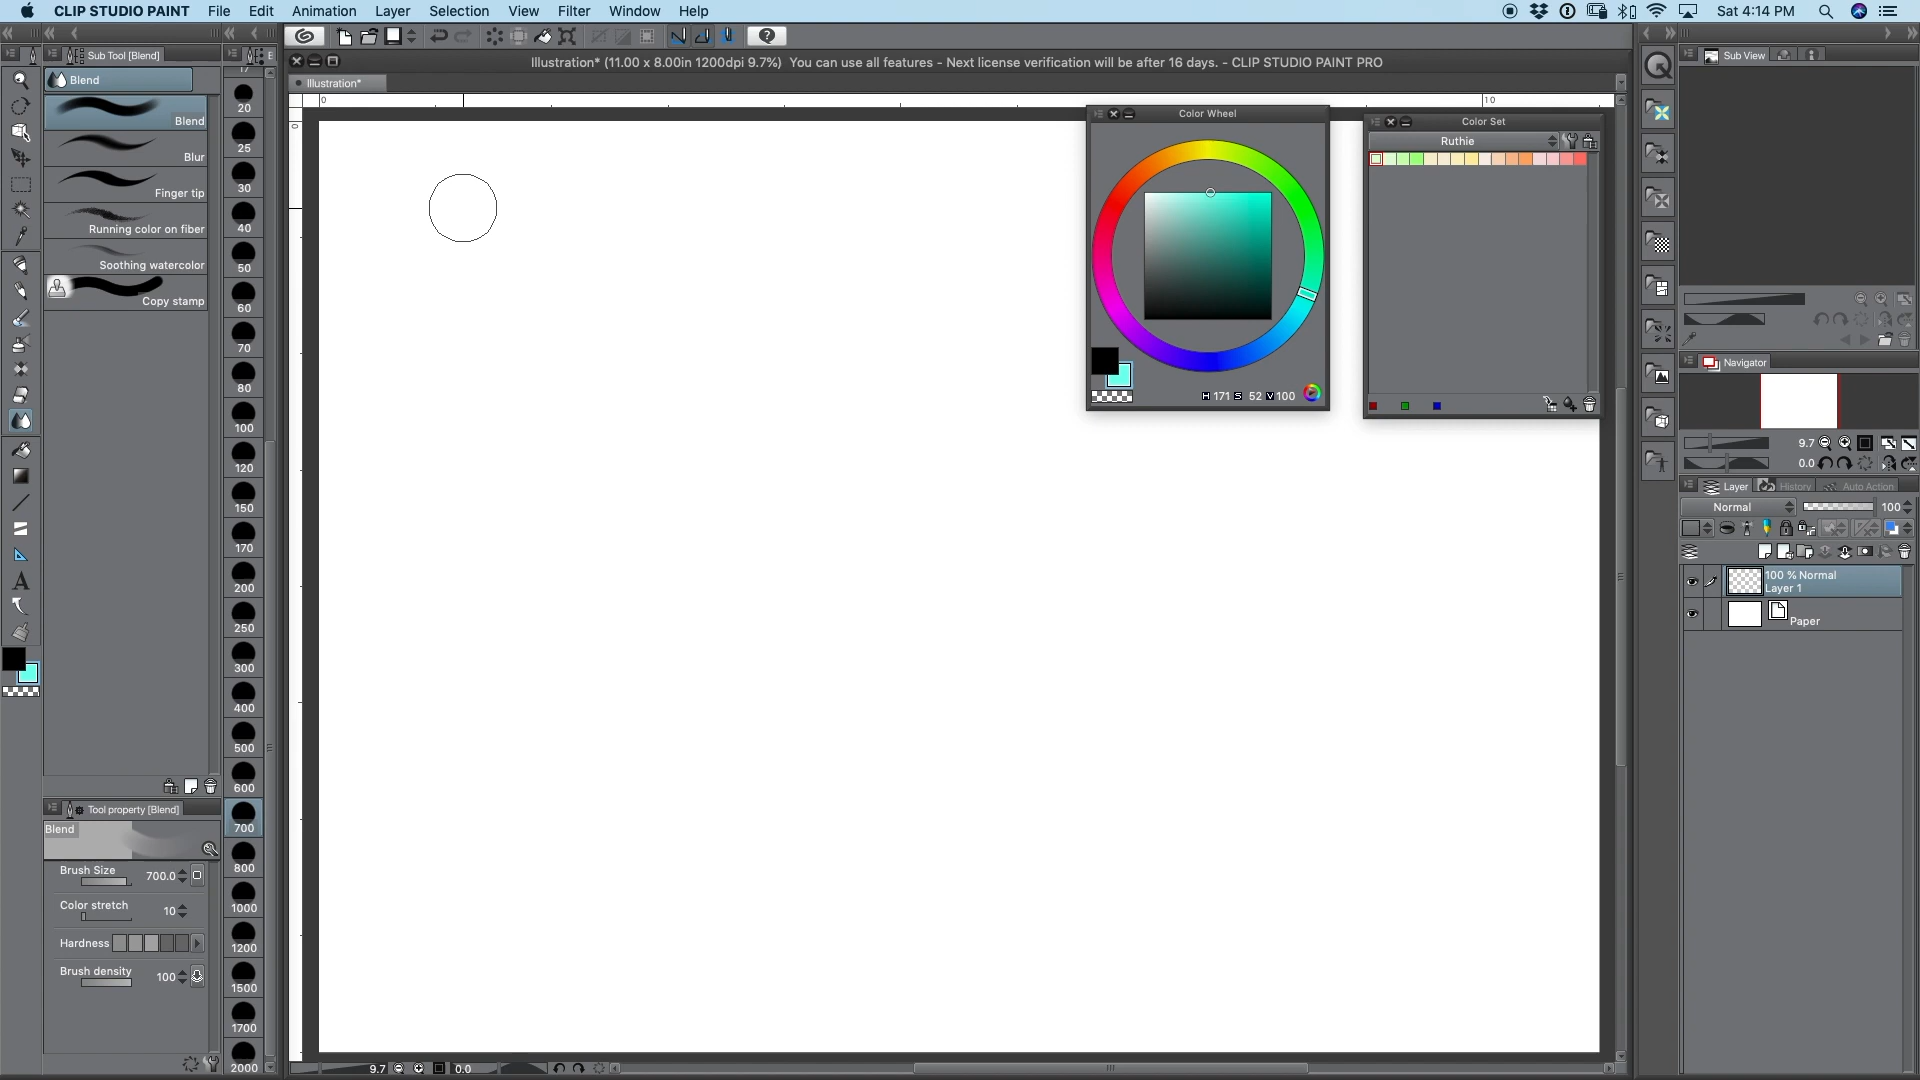 CLIP STUDIO PAINT File Edit Animation Layer Selection View Filter Window Help Sat 4:14 PM
Sub Tool [Blend]
Illustration* (11.00 x 8.00in 1200dpi 9.7%) You can use all features - Next license verification will be after 16 days. - CLIP STUDIO PAINT PRO
Illustration*
0
10
0
Blend
Blend
Blur
Finger tip
Running color on fiber
Soothing watercolor
Copy stamp
17
20
25
30
40
50
60
70
80
100
120
150
170
200
250
300
400
500
600
700
800
1000
1200
1500
1700
2000
Tool property [Blend]
Blend
Brush Size 700.0
Color stretch 10
Hardness
Brush density 100
Color Wheel
H 171 S 52 V 100
Color Set
Ruthie
Sub View
Navigator
9.7
0.0
Layer History Auto Action
Normal 100
100 % Normal
Layer 1
Paper
9.7 0.0